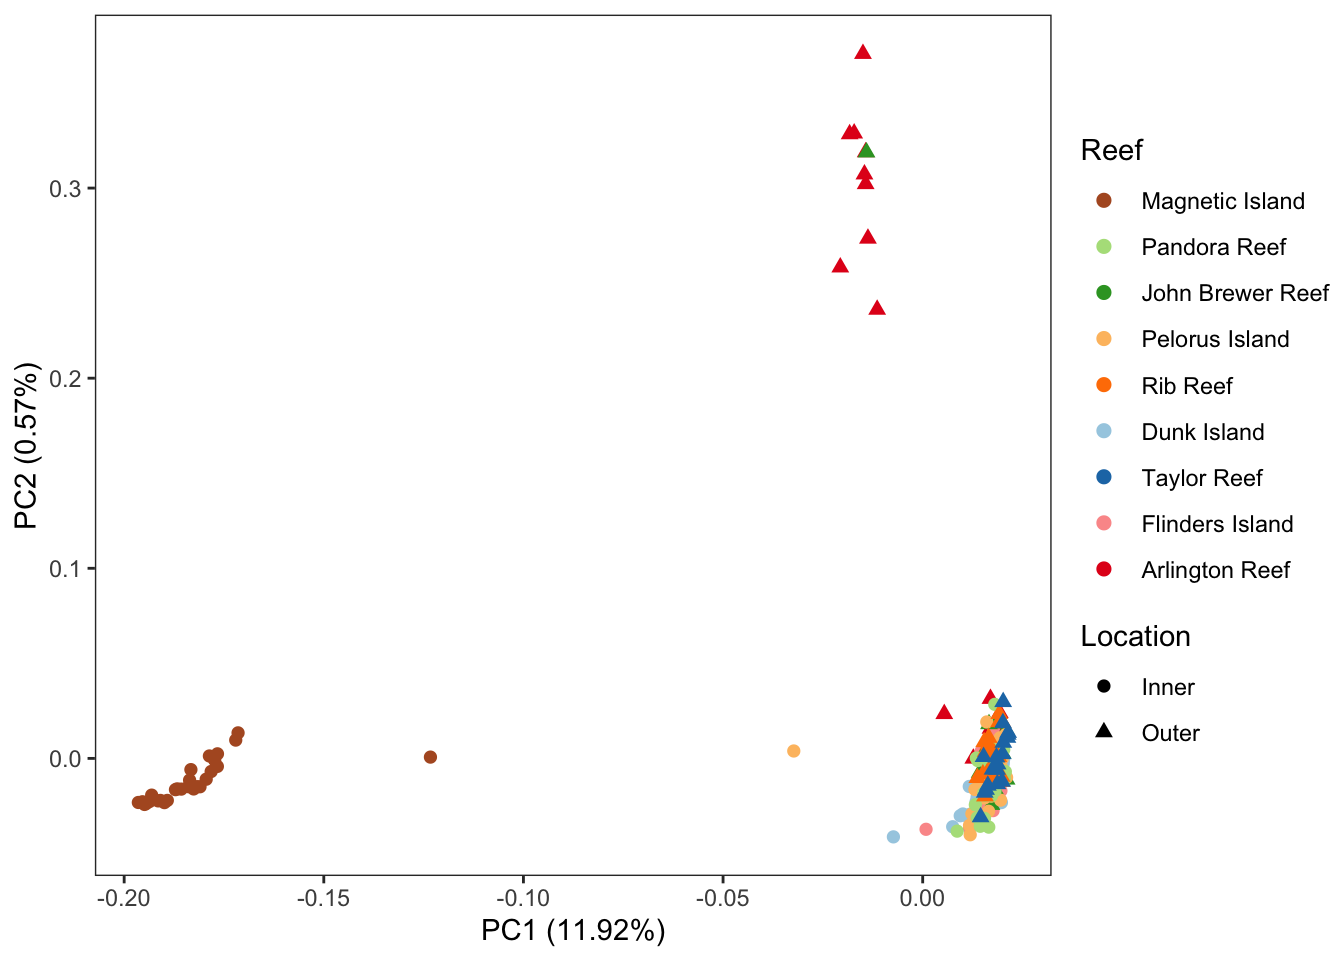 Reef
Magnetic Island
Pandora Reef
John Brewer Reef
Pelorus Island
Rib Reef
Dunk Island
Taylor Reef
Flinders Island
Arlington Reef
Location
Inner
Outer
PC2 (0.57%)
0.3
0.2
0.1
0.0
-0.20 -0.15 -0.10 -0.05 0.00
PC1 (11.92%)